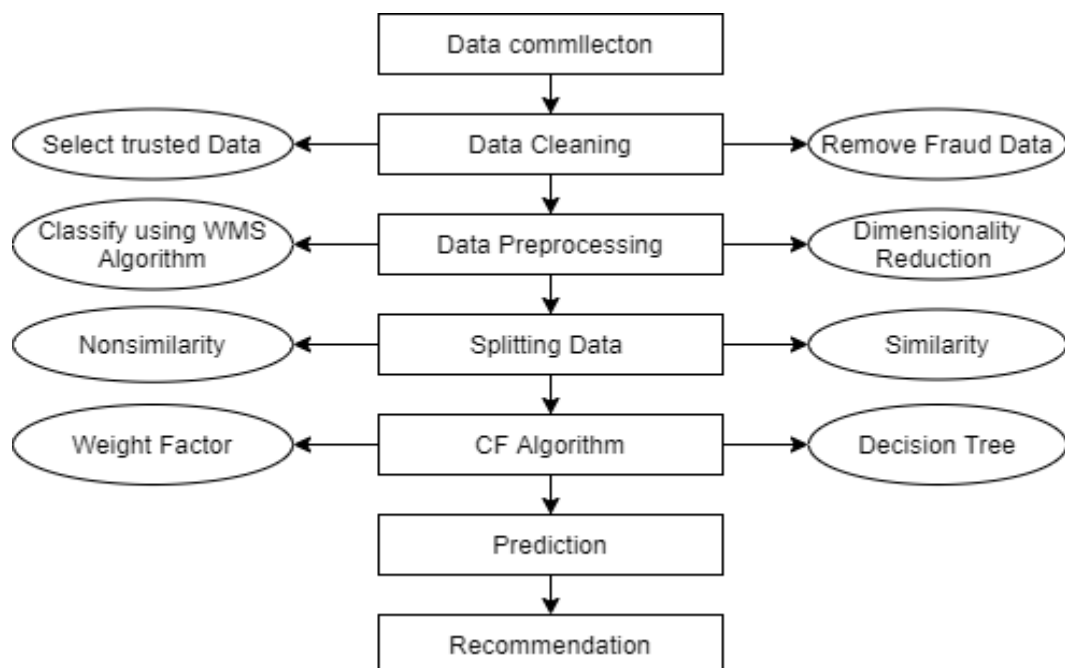 Data commllecton
Select trusted Data
Data Cleaning
Remove Fraud Data
Classify using WMS
Algorithm
Data Preprocessing
Dimensionality
Reduction
Nonsimilarity
Splitting Data
Similarity
Weight Factor
CF Algorithm
Decision Tree
Prediction
Recommendation